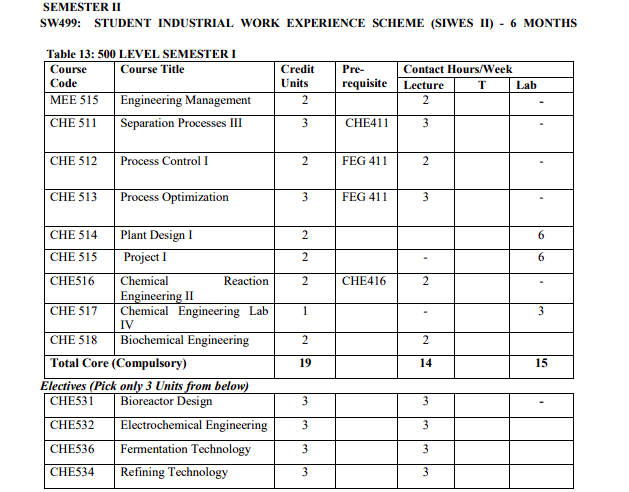 SEMESTER II
SW499: STUDENT INDUSTRIAL WORK EXPERIENCE SCHEME (SIWES II) - 6 MONTHS
Table 13: 500 LEVEL SEMESTER I
Course Code Course Title Credit Units Pre-requisite Contact Hours/Week
Lecture T Lab
MEE 515 Engineering Management 2 2 -
CHE 511 Separation Processes III 3 CHE411 3 -
CHE 512 Process Control I 2 FEG 411 2 -
CHE 513 Process Optimization 3 FEG 411 3 -
CHE 514 Plant Design I 2 6
CHE 515 Project I 2 - 6
CHE516 Chemical Reaction Engineering II 2 CHE416 2 -
CHE 517 Chemical Engineering Lab IV 1 - 3
CHE 518 Biochemical Engineering 2 2
Total Core (Compulsory) 19 14 15
Electives (Pick only 3 Units from below)
CHE531 Bioreactor Design 3 3 -
CHE532 Electrochemical Engineering 3 3
CHE536 Fermentation Technology 3 3
CHE534 Refining Technology 3 3